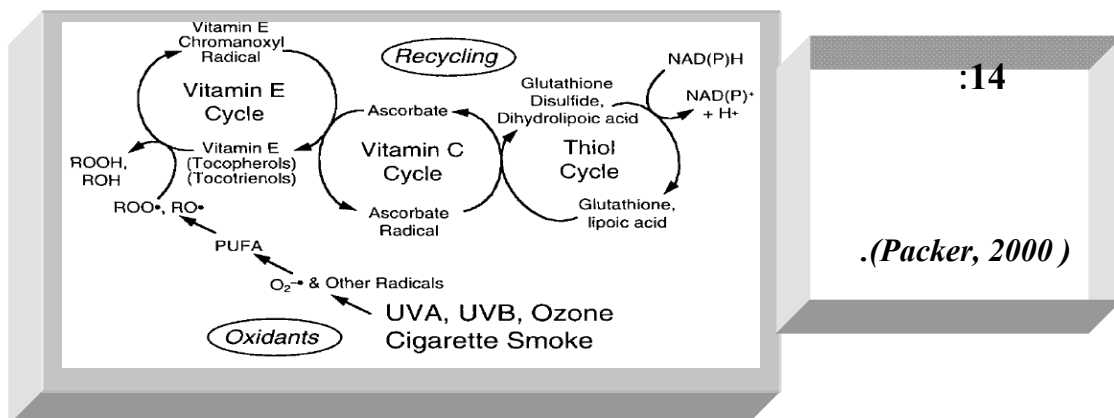 Vitamin E
Chromanoxyl
Radical
Recycling
Vitamin E
Cycle
Ascorbate
Vitamin C
Cycle
Glutathione
Disulfide,
Dihydrolipoic acid
NAD(P)H
NAD(P)⁺
+ H⁺
Thiol
Cycle
Vitamin E
(Tocopherols)
(Tocotrienols)
ROOH,
ROH
ROO•, RO•
Ascorbate
Radical
Glutathione,
lipoic acid
PUFA
O₂⁻• & Other Radicals
UVA, UVB, Ozone
Cigarette Smoke
Oxidants
:14
.(Packer, 2000 )